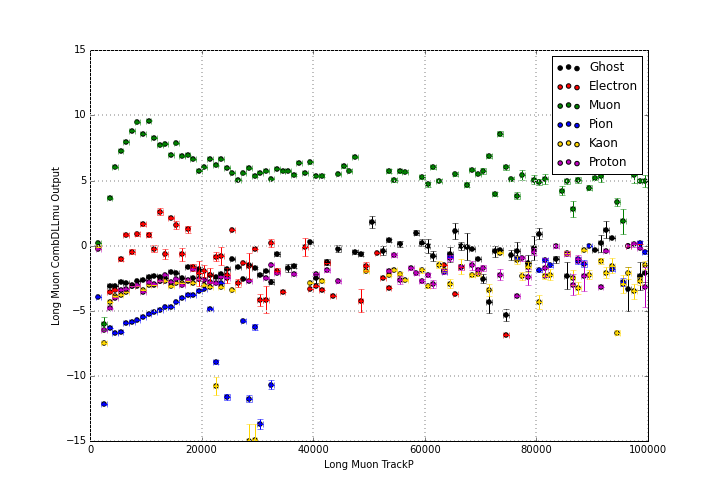 15
10
5
0
−5
−10
−15
Long Muon CombDLLmu Output
0
20000
40000
60000
80000
100000
Long Muon TrackP
Ghost
Electron
Muon
Pion
Kaon
Proton